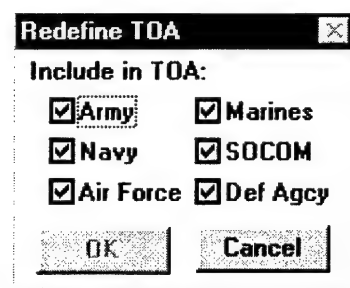 Redefine TOA
Include in TOA:
Army Marines
Navy SOCOM
Air Force Def Agcy
OK Cancel